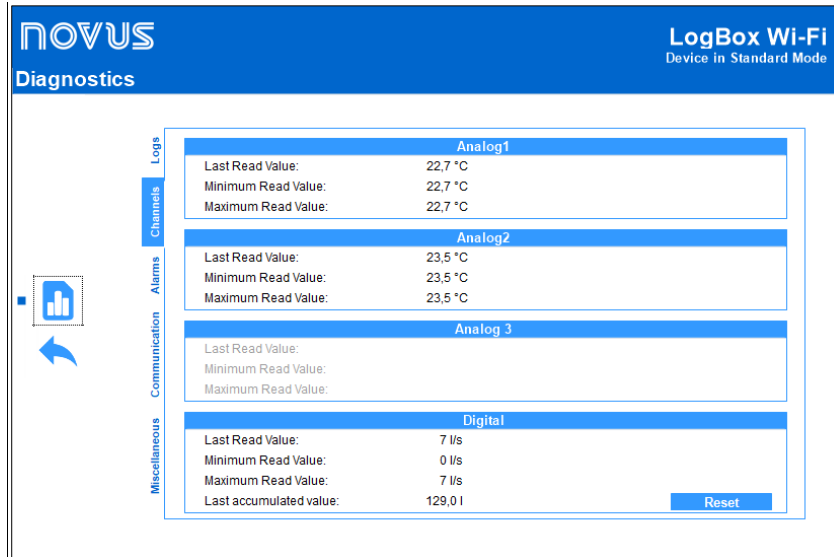 NOVUS
LogBox Wi-Fi
Device in Standard Mode
Diagnostics
Logs
Channels
Alarms
Communication
Miscellaneous
Analog1
Last Read Value: 22,7 °C
Minimum Read Value: 22,7 °C
Maximum Read Value: 22,7 °C
Analog2
Last Read Value: 23,5 °C
Minimum Read Value: 23,5 °C
Maximum Read Value: 23,5 °C
Analog 3
Last Read Value:
Minimum Read Value:
Maximum Read Value:
Digital
Last Read Value: 7 l/s
Minimum Read Value: 0 l/s
Maximum Read Value: 7 l/s
Last accumulated value: 129,0 l
Reset